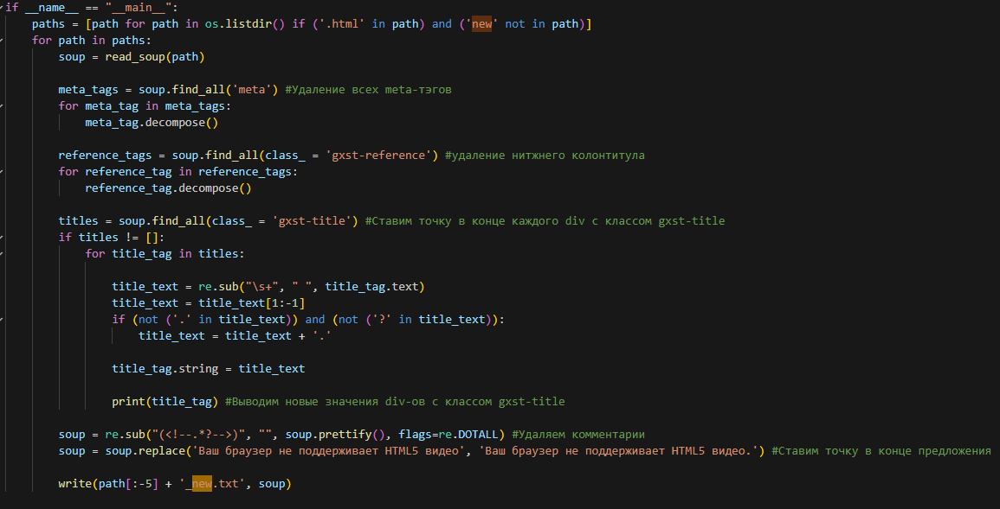 if __name__ == "__main__":
paths = [path for path in os.listdir() if ('.html' in path) and ('new' not in path)]
for path in paths:
soup = read_soup(path)
meta_tags = soup.find_all('meta') #Удаление всех meta-тэгов
for meta_tag in meta_tags:
meta_tag.decompose()
reference_tags = soup.find_all(class_ = 'gxst-reference') #удаление нитжнего колонтитула
for reference_tag in reference_tags:
reference_tag.decompose()
titles = soup.find_all(class_ = 'gxst-title') #Ставим точку в конце каждого div с классом gxst-title
if titles != []:
for title_tag in titles:
title_text = re.sub("\s+", " ", title_tag.text)
title_text = title_text[1:-1]
if (not ('.' in title_text)) and (not ('?' in title_text)):
title_text = title_text + '.'
title_tag.string = title_text
print(title_tag) #Выводим новые значения div-ов с классом gxst-title
soup = re.sub("(<!--.*?-->)", "", soup.prettify(), flags=re.DOTALL) #Удаляем комментарии
soup = soup.replace('Ваш браузер не поддерживает HTML5 видео', 'Ваш браузер не поддерживает HTML5 видео.') #Ставим точку в конце предложения
write(path[:-5] + '_new.txt', soup)